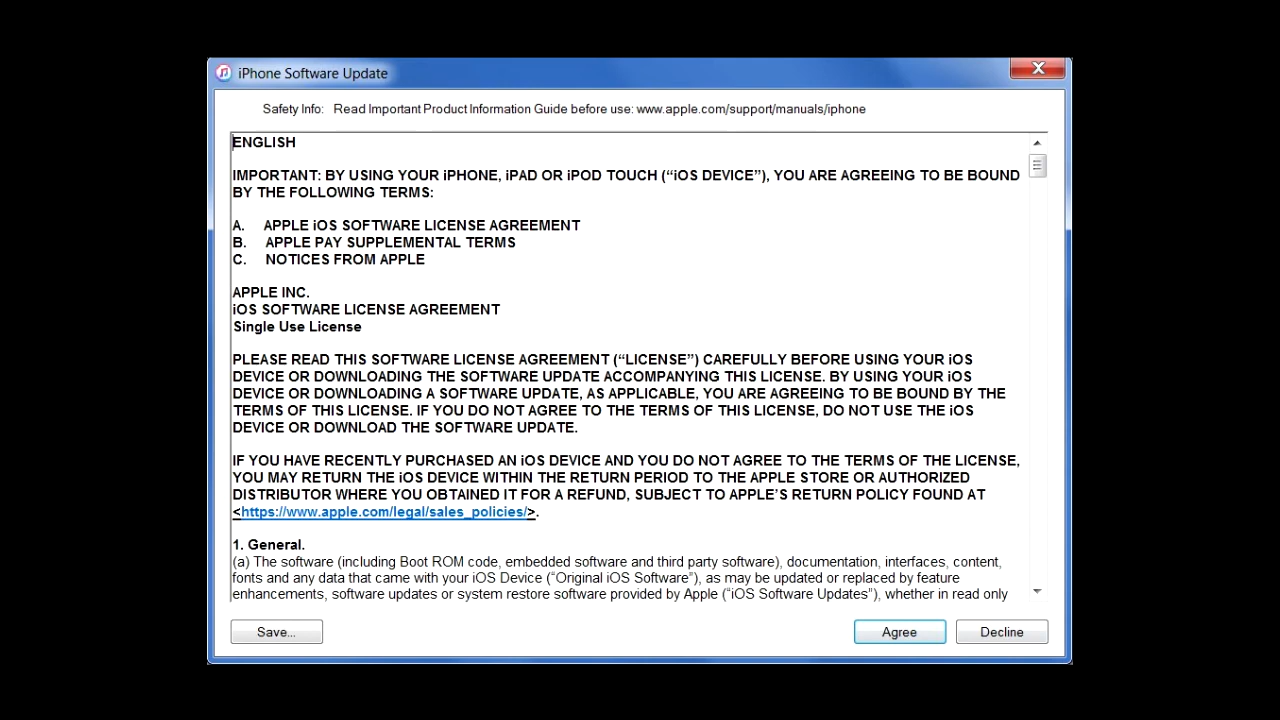 iPhone Software Update
Safety Info: Read Important Product Information Guide before use: www.apple.com/support/manuals/iphone
ENGLISH
IMPORTANT: BY USING YOUR iPHONE, iPAD OR iPOD TOUCH (“iOS DEVICE”), YOU ARE AGREEING TO BE BOUND
BY THE FOLLOWING TERMS:
A. APPLE iOS SOFTWARE LICENSE AGREEMENT
B. APPLE PAY SUPPLEMENTAL TERMS
C. NOTICES FROM APPLE
APPLE INC.
iOS SOFTWARE LICENSE AGREEMENT
Single Use License
PLEASE READ THIS SOFTWARE LICENSE AGREEMENT (“LICENSE”) CAREFULLY BEFORE USING YOUR iOS
DEVICE OR DOWNLOADING THE SOFTWARE UPDATE ACCOMPANYING THIS LICENSE. BY USING YOUR iOS
DEVICE OR DOWNLOADING A SOFTWARE UPDATE, AS APPLICABLE, YOU ARE AGREEING TO BE BOUND BY THE
TERMS OF THIS LICENSE. IF YOU DO NOT AGREE TO THE TERMS OF THIS LICENSE, DO NOT USE THE iOS
DEVICE OR DOWNLOAD THE SOFTWARE UPDATE.
IF YOU HAVE RECENTLY PURCHASED AN iOS DEVICE AND YOU DO NOT AGREE TO THE TERMS OF THE LICENSE,
YOU MAY RETURN THE iOS DEVICE WITHIN THE RETURN PERIOD TO THE APPLE STORE OR AUTHORIZED
DISTRIBUTOR WHERE YOU OBTAINED IT FOR A REFUND, SUBJECT TO APPLE’S RETURN POLICY FOUND AT
<https://www.apple.com/legal/sales_policies/>.
1. General.
(a) The software (including Boot ROM code, embedded software and third party software), documentation, interfaces, content,
fonts and any data that came with your iOS Device (“Original iOS Software”), as may be updated or replaced by feature
enhancements, software updates or system restore software provided by Apple (“iOS Software Updates”), whether in read only
Save...
Agree
Decline